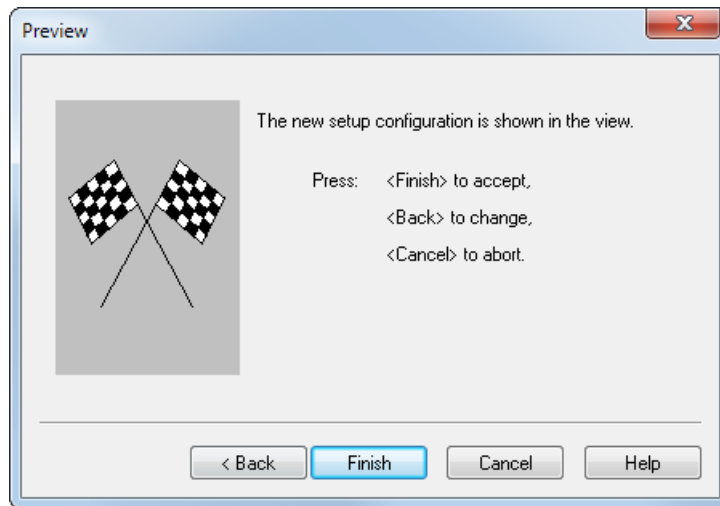 Preview
The new setup configuration is shown in the view.
Press: <Finish> to accept,
<Back> to change,
<Cancel> to abort.
< Back Finish Cancel Help